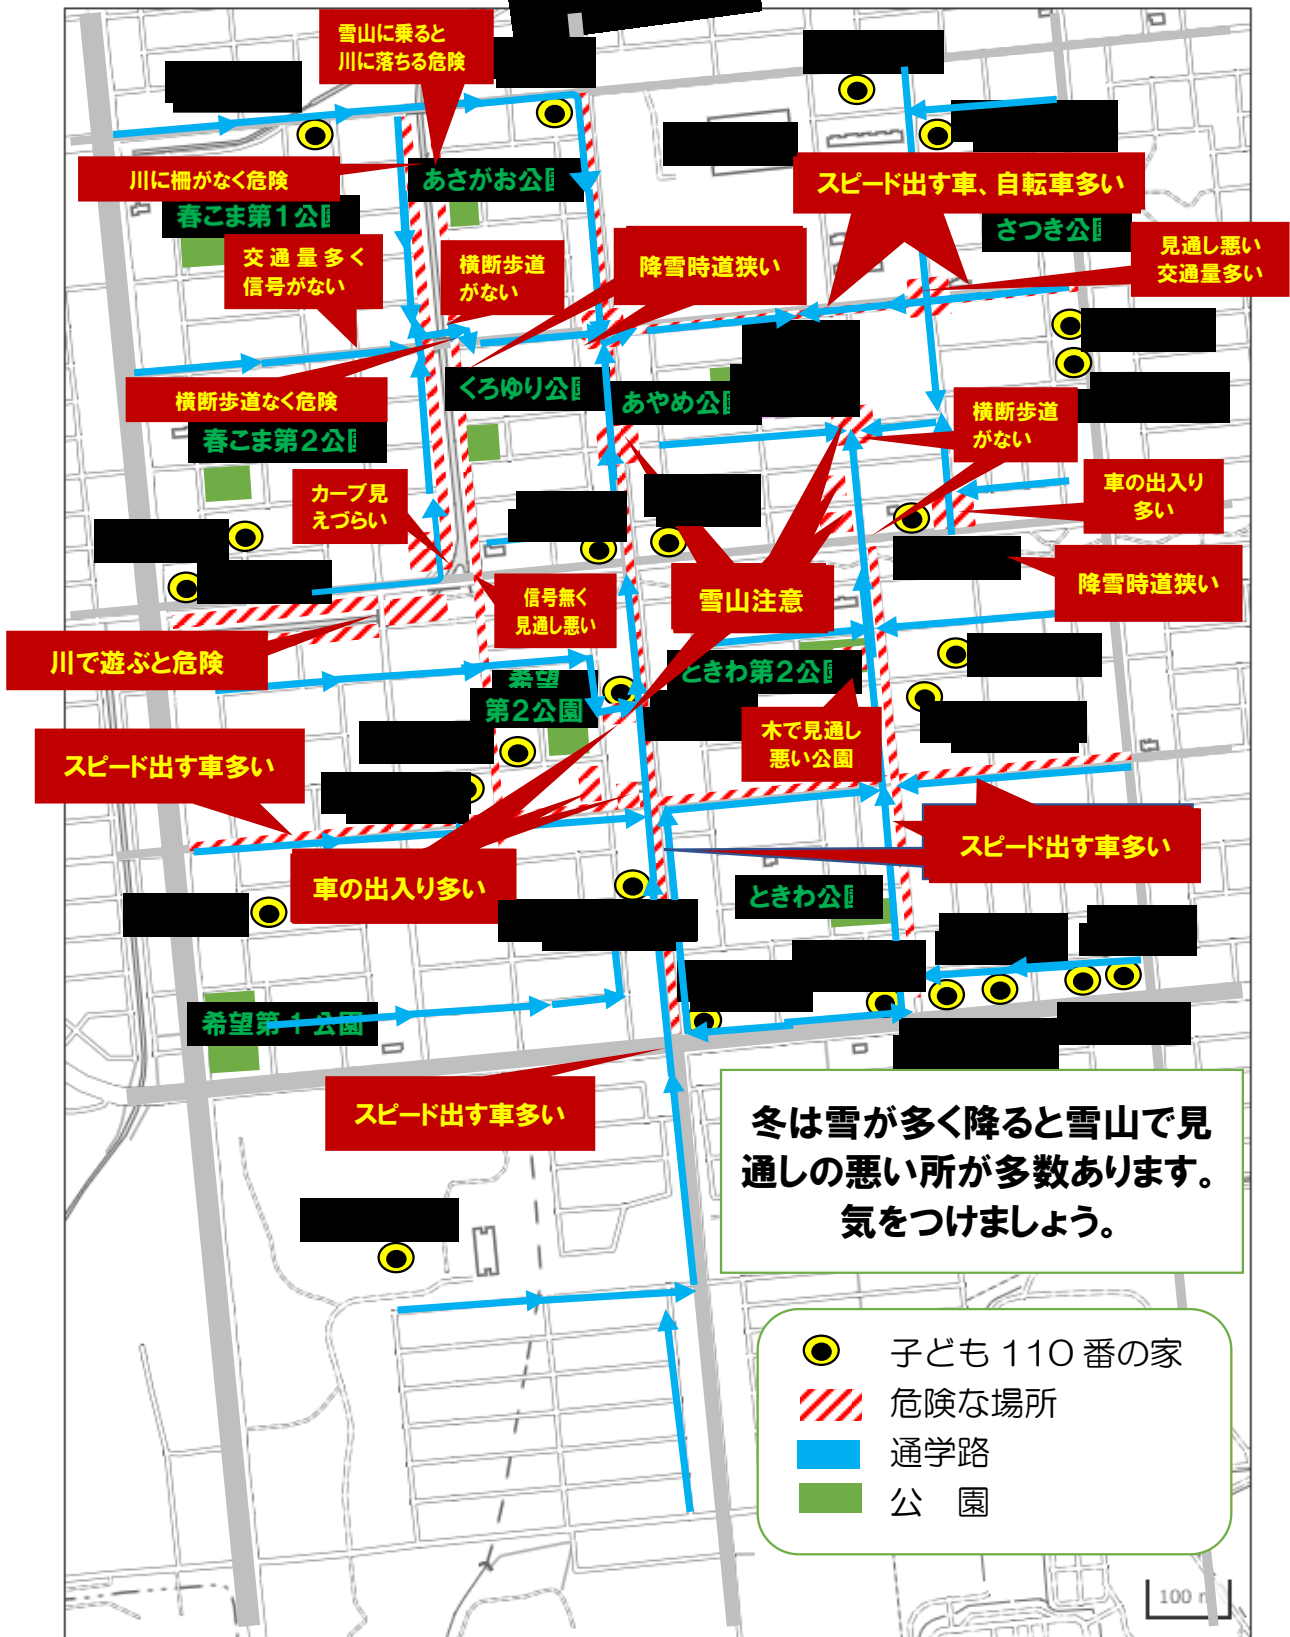 雪山に乗ると
川に落ちる危険
川に柵がなく危険
あさがお公園
スピード出す車、自転車多い
春こま第1公園
さつき公園
交通量多く
信号がない
横断歩道
がない
降雪時道狭い
見通し悪い
交通量多い
横断歩道なく危険
くろゆり公園
あやめ公園
春こま第2公園
横断歩道
がない
カーブ見
えづらい
車の出入り
多い
信号無く
見通し悪い
雪山注意
降雪時道狭い
川で遊ぶと危険
希望
第2公園
ときわ第2公園
木で見通し
悪い公園
スピード出す車多い
スピード出す車多い
車の出入り多い
ときわ公園
希望第1公園
スピード出す車多い
冬は雪が多く降ると雪山で見
通しの悪い所が多数あります。
気をつけましょう。
子ども110番の家
危険な場所
通学路
公　園
100 m